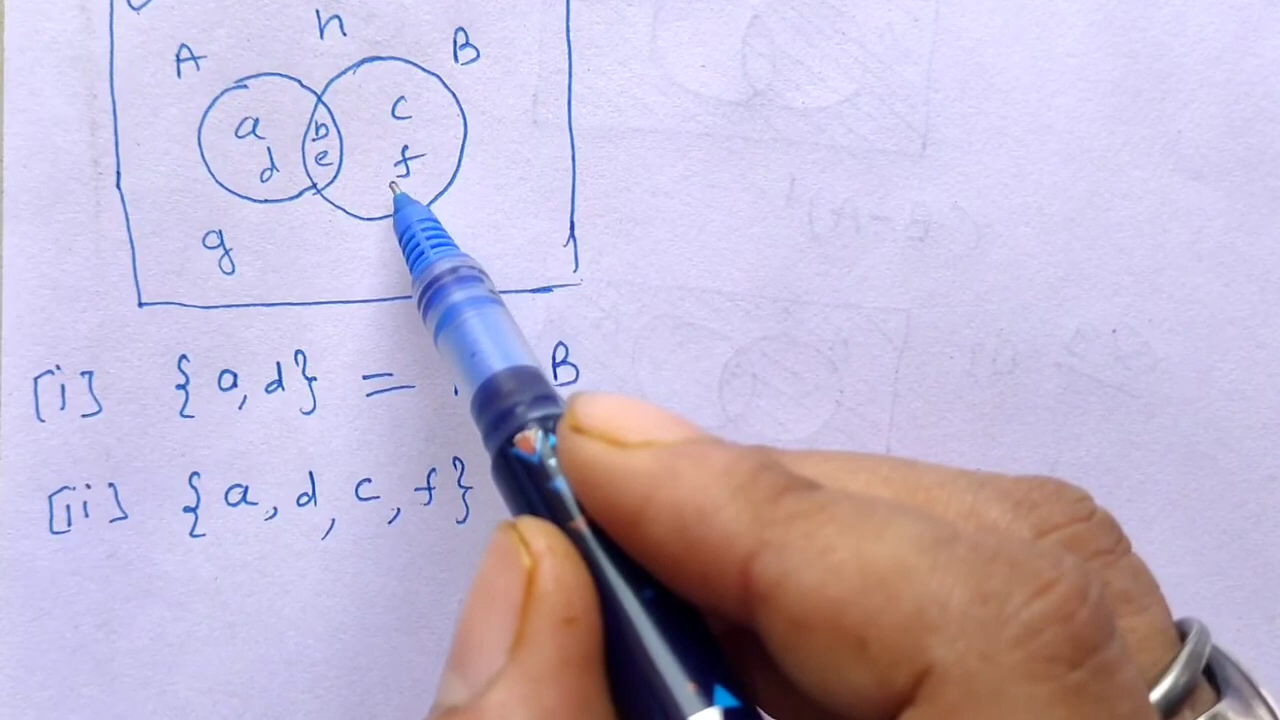 n
A B
a b c
d e f
g
[i] {a,d} = B
[ii] {a, d, c, f}